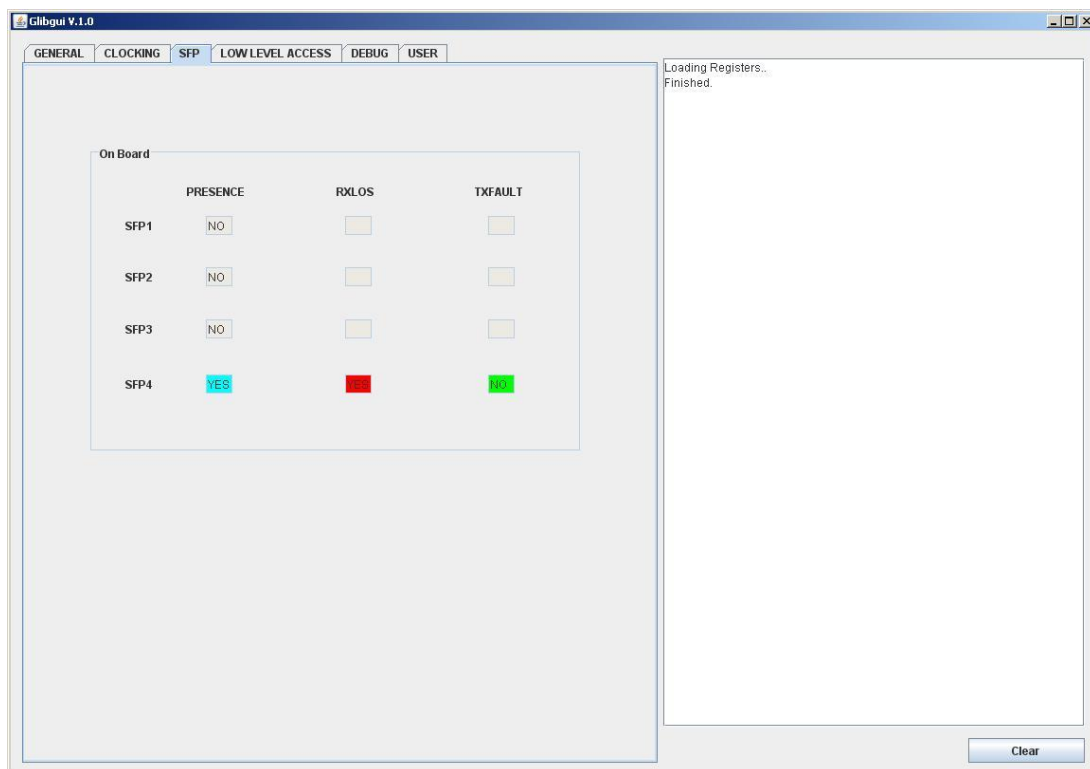 Glibgui V.1.0
GENERAL CLOCKING SFP LOW LEVEL ACCESS DEBUG USER
Loading Registers..
Finished.
On Board
PRESENCE RXLOS TXFAULT
SFP1 NO
SFP2 NO
SFP3 NO
SFP4 YES YES NO
Clear